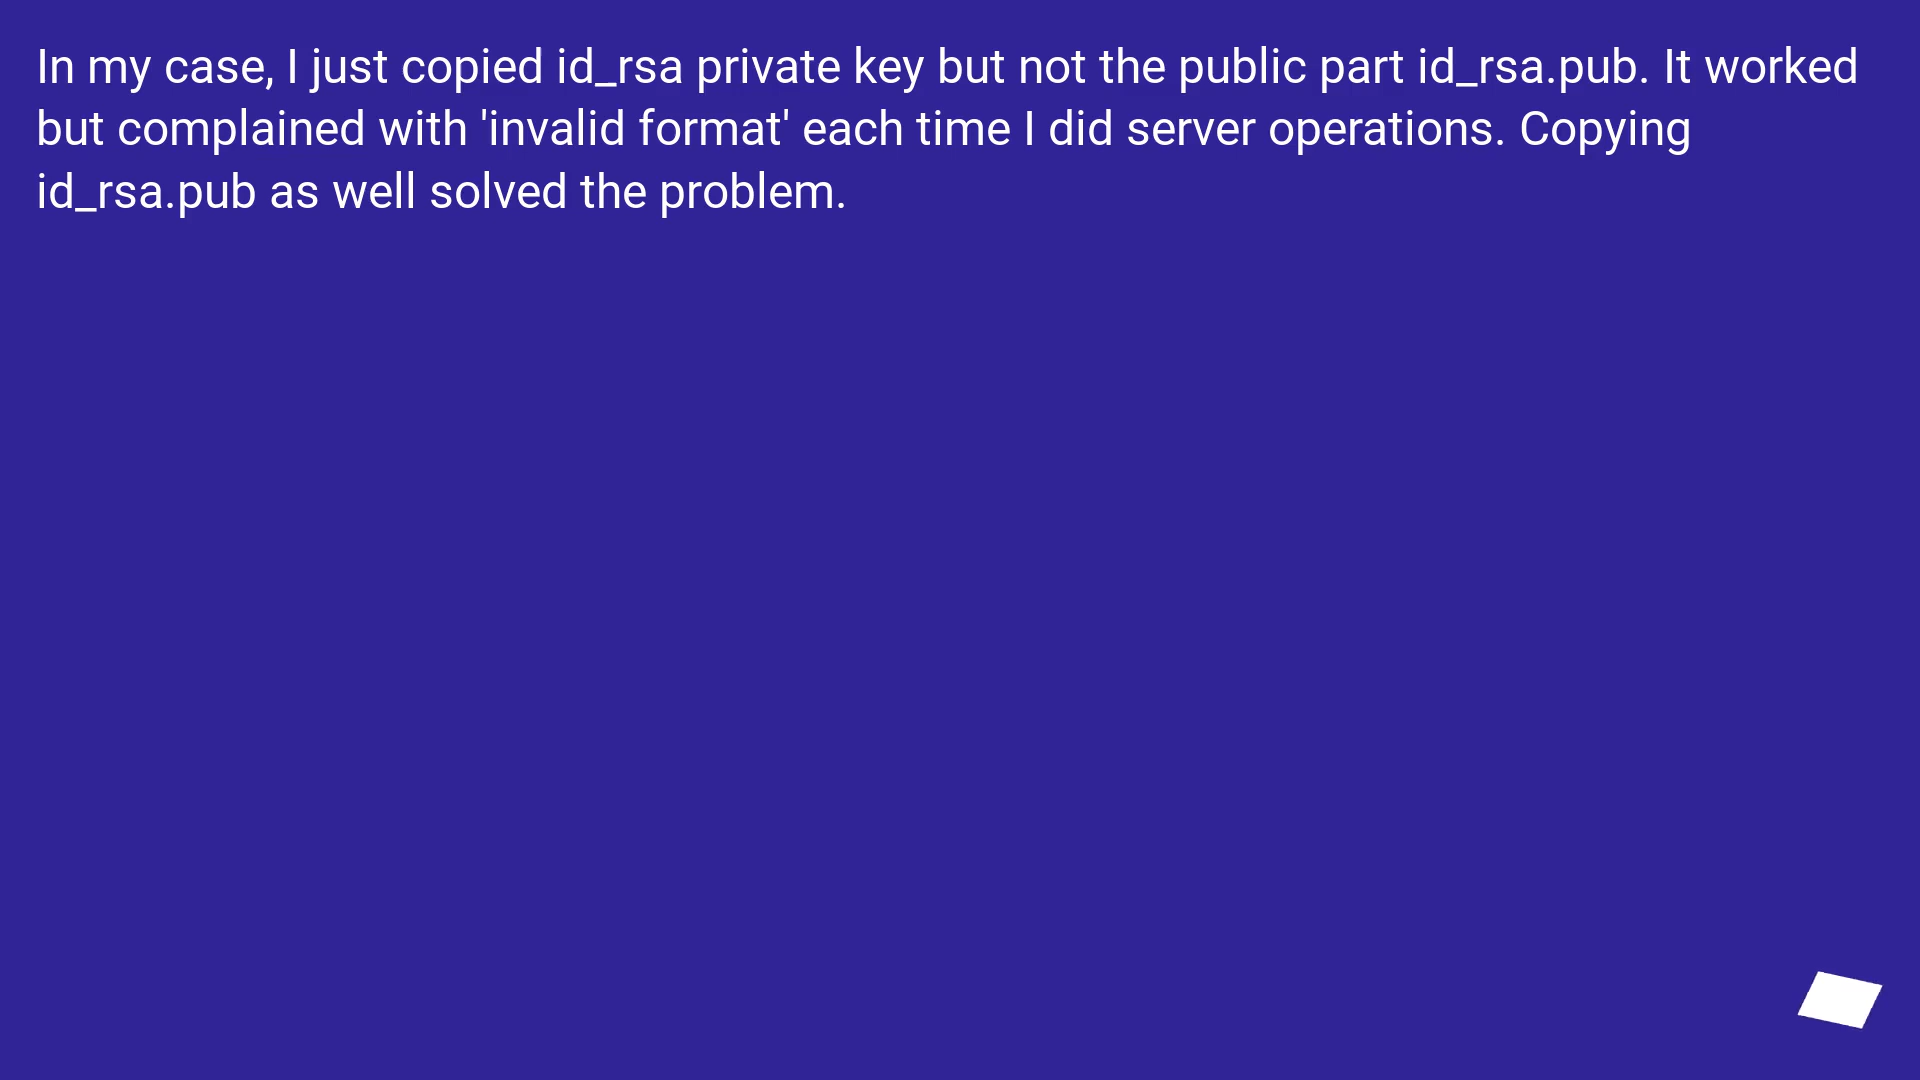 In my case, I just copied id_rsa private key but not the public part id_rsa.pub. It worked
but complained with 'invalid format' each time I did server operations. Copying
id_rsa.pub as well solved the problem.